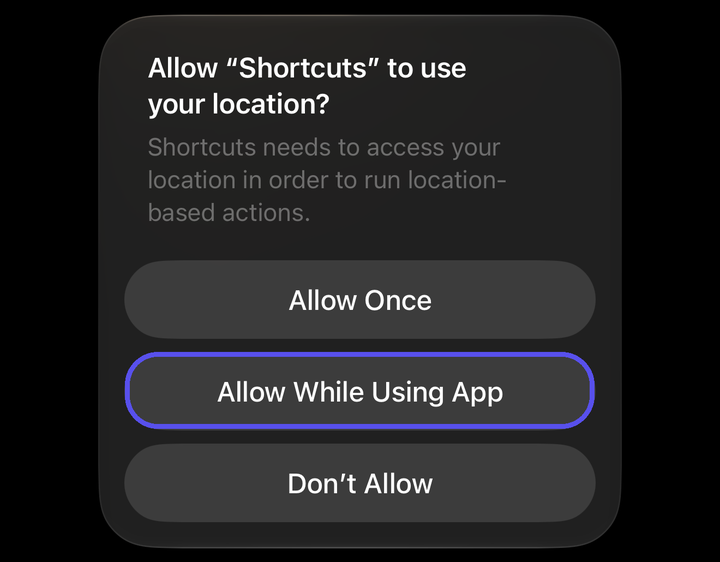 Allow “Shortcuts” to use
your location?
Shortcuts needs to access your
location in order to run location-
based actions.
Allow Once
Allow While Using App
Don’t Allow